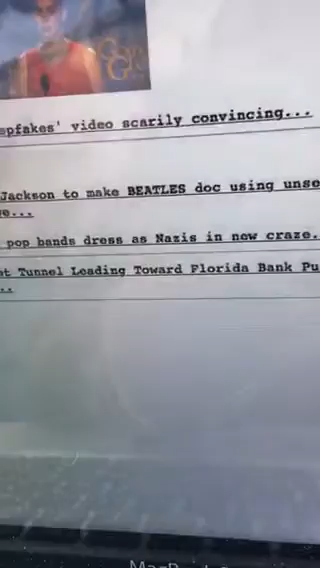 epfakes' video scarily convincing...
Jackson to make BEATLES doc using unse
e...
pop bands dress as Nazis in new craze.
t Tunnel Leading Toward Florida Bank Pu
..